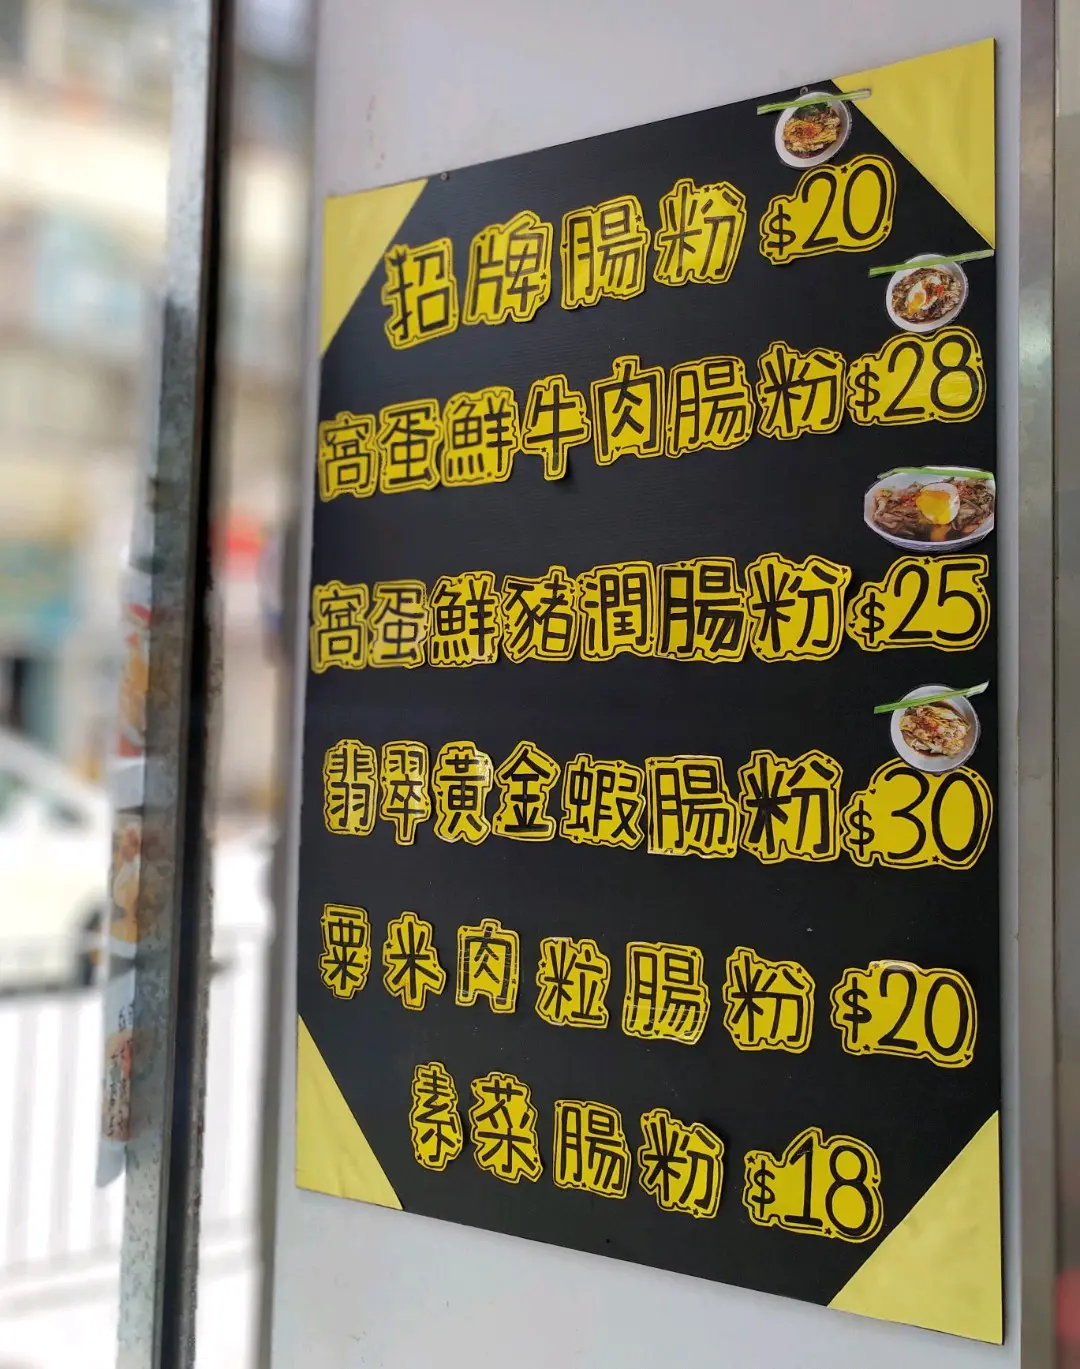 招牌腸粉 $20
窩蛋鮮牛肉腸粉 $28
窩蛋鮮豬潤腸粉 $25
翡翠黃金蝦腸粉 $30
粟米肉粒腸粉 $20
素菜腸粉 $18